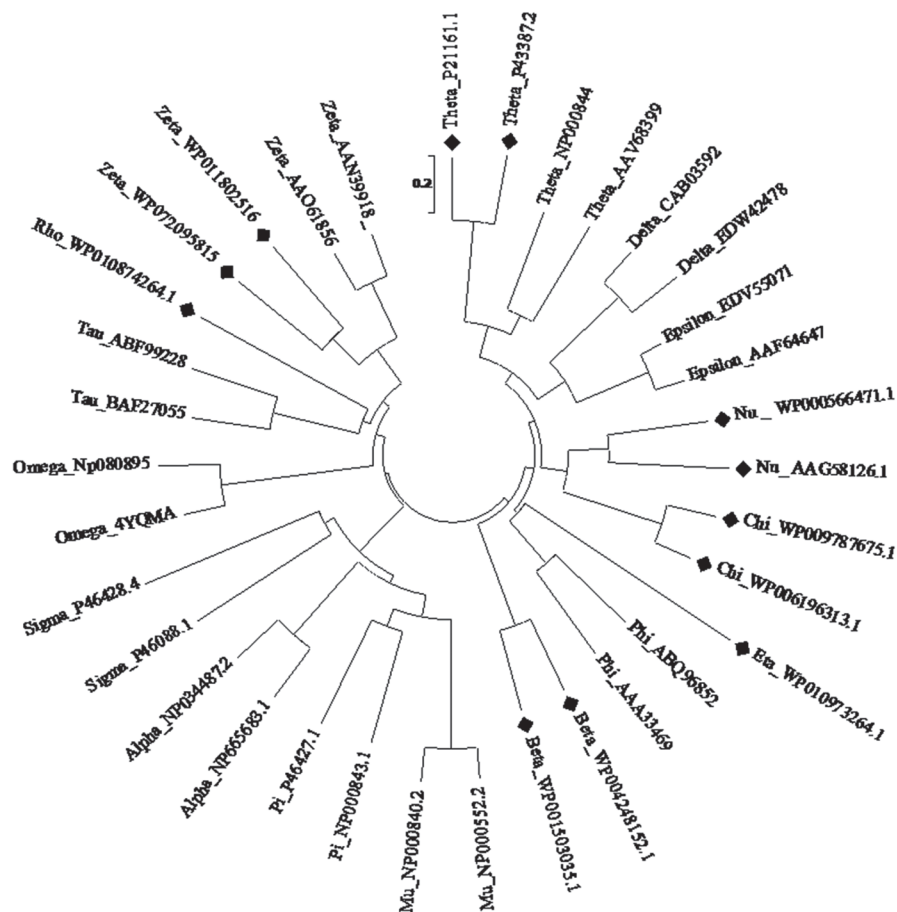 Theta_P21161.1
Theta_P43387.2
Theta_NP000844
Theta_AAV68399
Delta_CAB03592
Delta_EDW42478
Epsilon_EDV55071
Epsilon_AAF64647
Nu_ WP000566471.1
Nu_AAG58126.1
Chi_WP009787675.1
Chi_WP006196313.1
Eta_WP010973264.1
Phi_ABQ96852
Phi_AAA33469
Beta_WP004248152.1
Beta_WP001503035.1
Mu_NP000552.2
Mu_NP000840.2
Pi_NP000843.1
Pi_P46427.1
Alpha_NP665683.1
Alpha_NP034487.2
Sigma_P46088.1
Sigma_P46428.4
Omega_4YQMA
Omega_Np080895
Tau_BAF27055
Tau_ABF99228
Rho_WP010874264.1
Zeta_WP072095815
Zeta_WP011802516
Zeta_AAO61856
Zeta_AAN39918_
0.2